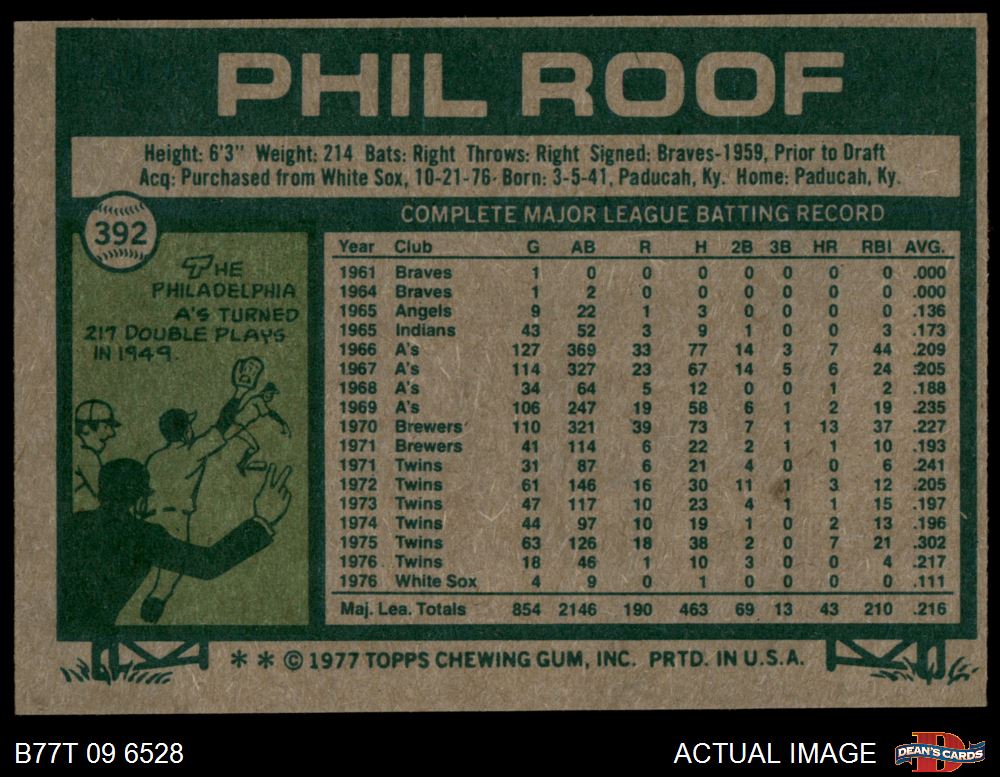 PHIL ROOF
Height: 6'3" Weight: 214 Bats: Right Throws: Right Signed: Braves-1959, Prior to Draft
Acq: Purchased from White Sox, 10-21-76· Born: 3-5-41, Paducah, Ky. Home: Paducah, Ky.
392
THE
PHILADELPHIA
A'S TURNED
217 DOUBLE PLAYS
IN 1949.
COMPLETE MAJOR LEAGUE BATTING RECORD
Year Club G AB R H 2B 3B HR RBI AVG.
1961 Braves 1 0 0 0 0 0 0 0 .000
1964 Braves 1 2 0 0 0 0 0 0 .000
1965 Angels 9 22 1 3 0 0 0 0 .136
1965 Indians 43 52 3 9 1 0 0 3 .173
1966 A's 127 369 33 77 14 3 7 44 .209
1967 A's 114 327 23 67 14 5 6 24 .205
1968 A's 34 64 5 12 0 0 1 2 .188
1969 A's 106 247 19 58 6 1 2 19 .235
1970 Brewers 110 321 39 73 7 1 13 37 .227
1971 Brewers 41 114 6 22 2 1 1 10 .193
1971 Twins 31 87 6 21 4 0 0 6 .241
1972 Twins 61 146 16 30 11 1 3 12 .205
1973 Twins 47 117 10 23 4 1 1 15 .197
1974 Twins 44 97 10 19 1 0 2 13 .196
1975 Twins 63 126 18 38 2 0 7 21 .302
1976 Twins 18 46 1 10 3 0 0 4 .217
1976 White Sox 4 9 0 1 0 0 0 0 .111
Maj. Lea. Totals 854 2146 190 463 69 13 43 210 .216
* * © 1977 TOPPS CHEWING GUM, INC. PRTD. IN U.S.A.
B77T 09 6528
ACTUAL IMAGE
DEAN'S CARDS